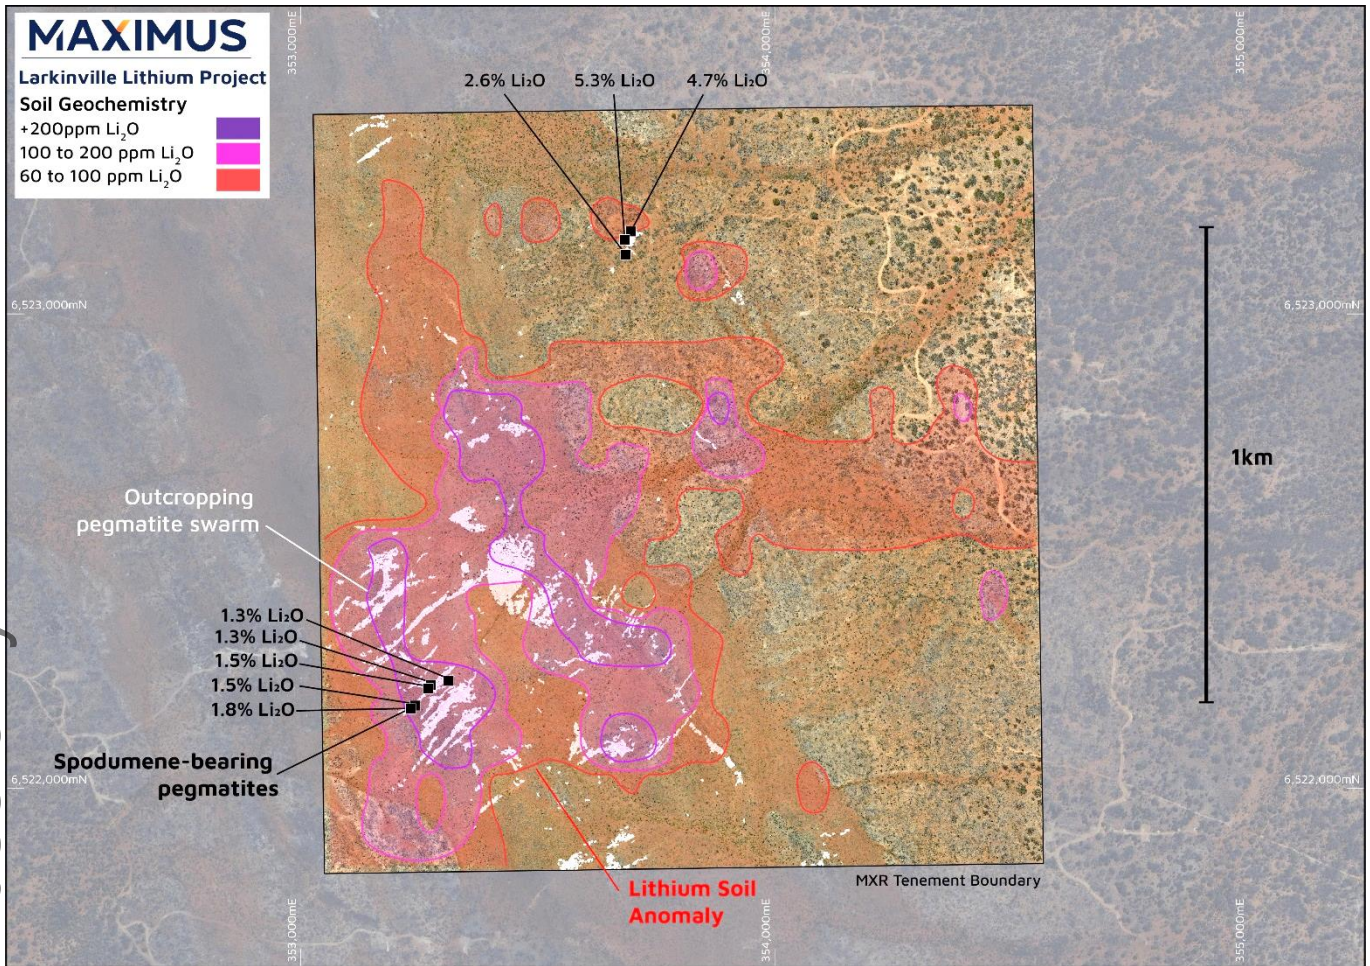 MAXIMUS
Larkinville Lithium Project
Soil Geochemistry
+200ppm Li₂O
100 to 200 ppm Li₂O
60 to 100 ppm Li₂O
353,000mE
354,000mE
355,000mE
2.6% Li₂O
5.3% Li₂O
4.7% Li₂O
6,523,000mN
6,523,000mN
1km
Outcropping
pegmatite swarm
1.3% Li₂O
1.3% Li₂O
1.5% Li₂O
1.5% Li₂O
1.8% Li₂O
Spodumene-bearing
pegmatites
6,522,000mN
6,522,000mN
MXR Tenement Boundary
Lithium Soil
Anomaly
353,000mE
354,000mE
355,000mE